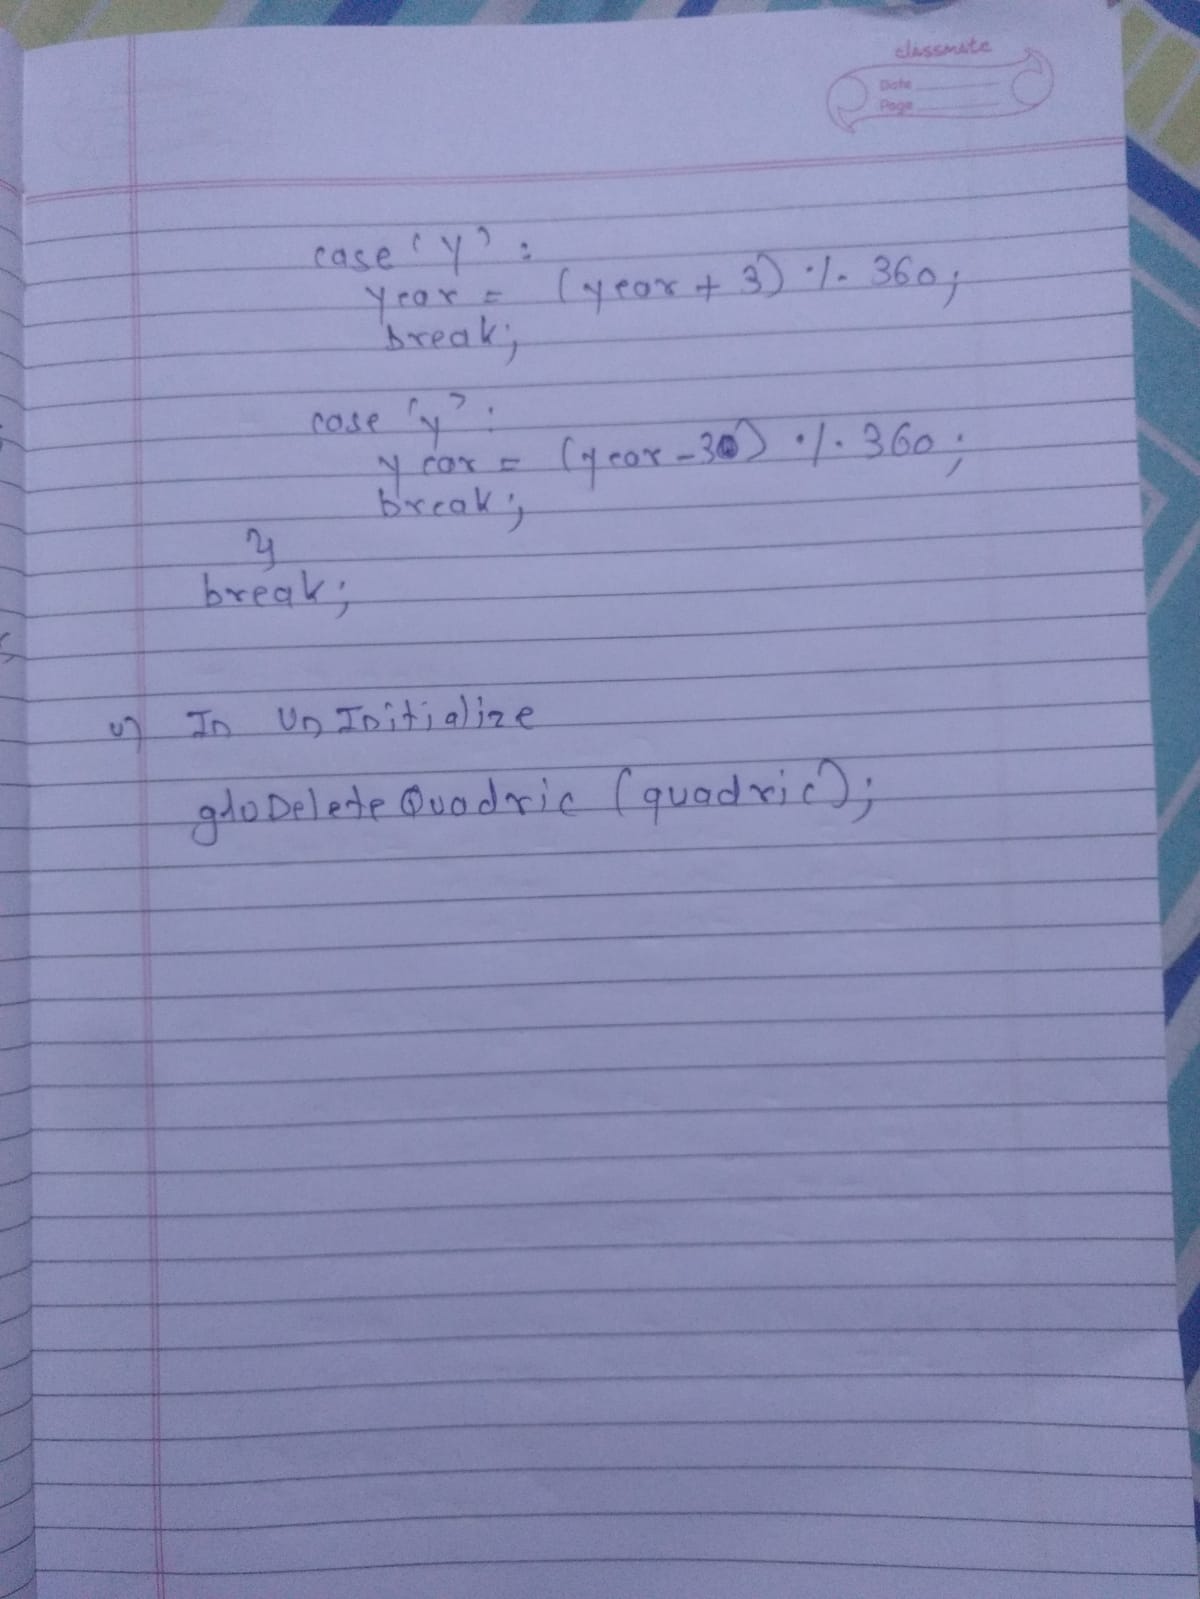 classmate
Date
Page
case 'Y' :
year = (year + 3) % 360;
break;
case 'y' :
year = (year - 30) % 360;
break;
}
break;
v) In UnInitialize
gluDeleteQuadric (quadric);